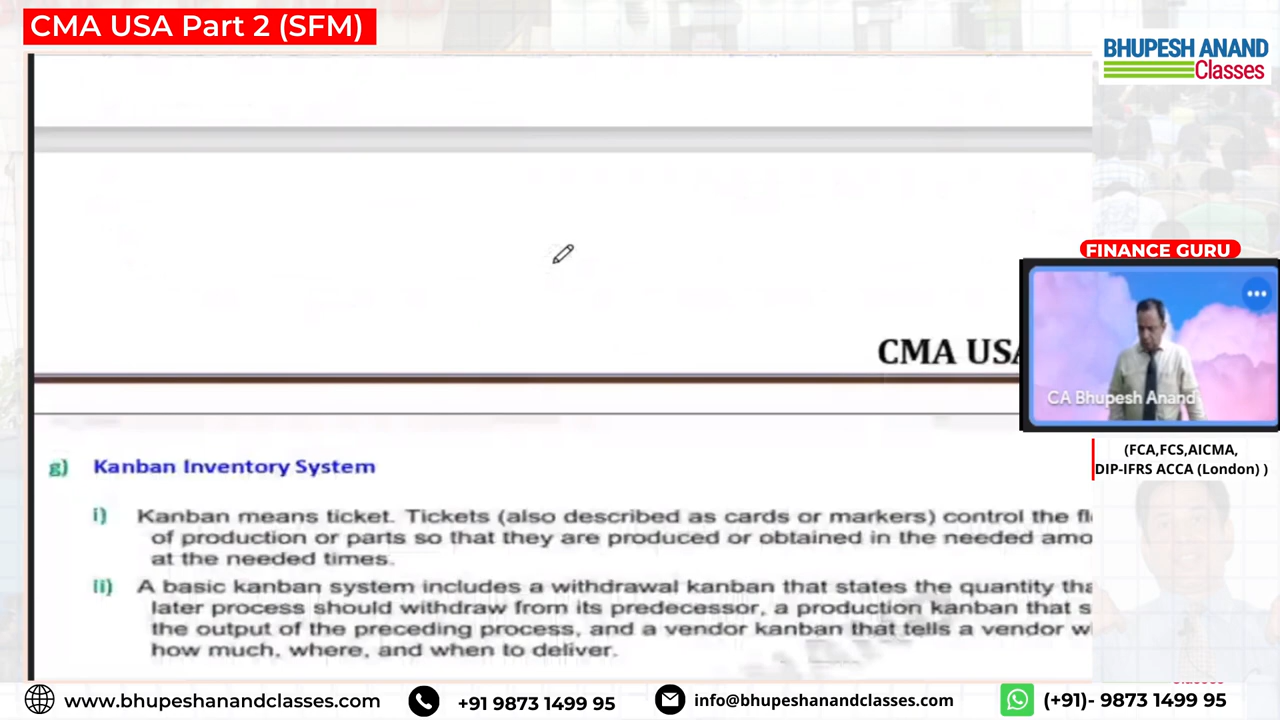 CMA USA Part 2 (SFM)
BHUPESH ANAND
Classes
FINANCE GURU
CMA USA
CA Bhupesh Anand
(FCA,FCS,AICMA,
DIP-IFRS ACCA (London) )
g) Kanban Inventory System
i) Kanban means ticket. Tickets (also described as cards or markers) control the fl
of production or parts so that they are produced or obtained in the needed amo
at the needed times.
ii) A basic kanban system includes a withdrawal kanban that states the quantity tha
later process should withdraw from its predecessor, a production kanban that s
the output of the preceding process, and a vendor kanban that tells a vendor w
how much, where, and when to deliver.
www.bhupeshanandclasses.com
+91 9873 1499 95
info@bhupeshanandclasses.com
(+91)- 9873 1499 95